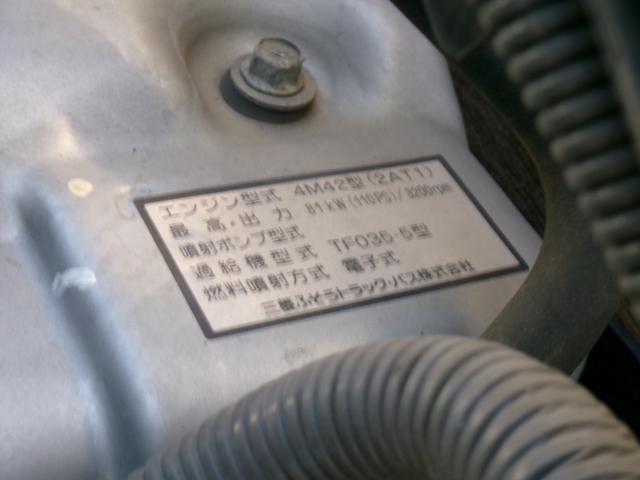 エンジン型式 4M42型(2AT1)
最高.出力 81kW(110PS)/3200rpm
噴射ポンプ型式
過給機型式 TF035-5型
燃料噴射方式 電子式
三菱ふそうトラック・バス株式会社